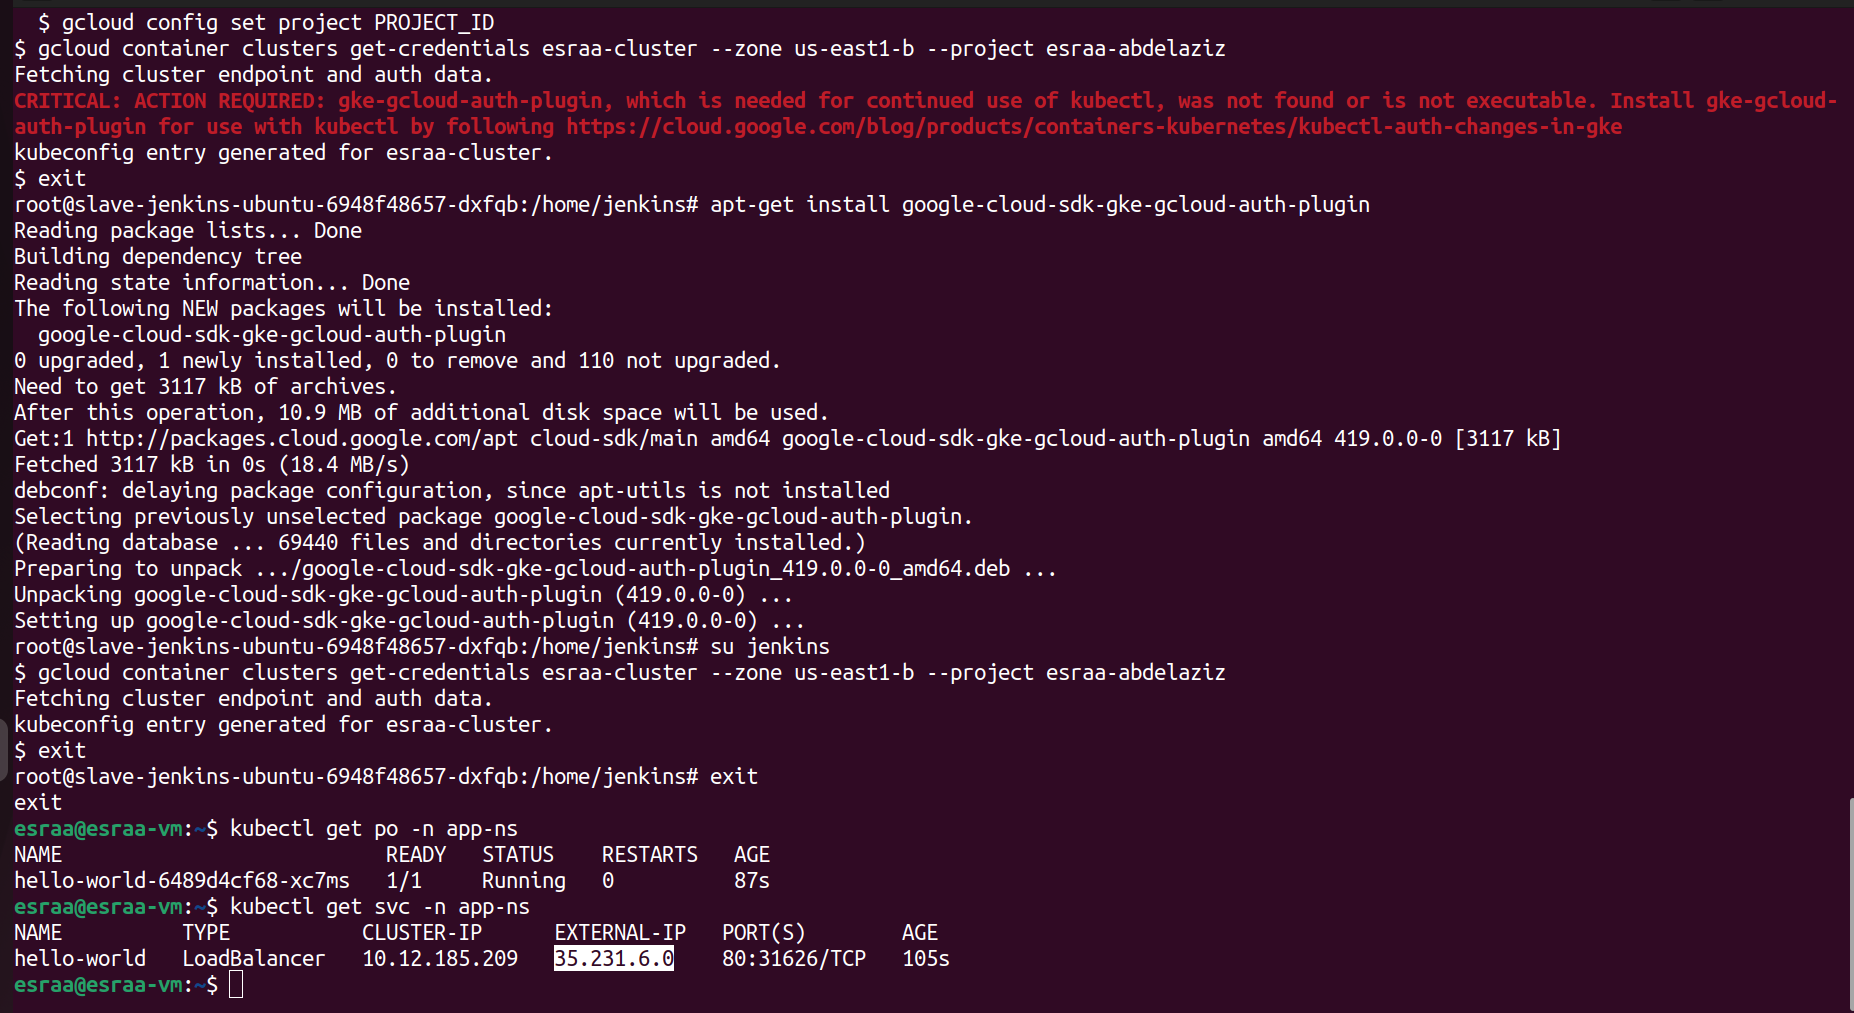 $ gcloud config set project PROJECT_ID
$ gcloud container clusters get-credentials esraa-cluster --zone us-east1-b --project esraa-abdelaziz
Fetching cluster endpoint and auth data.
CRITICAL: ACTION REQUIRED: gke-gcloud-auth-plugin, which is needed for continued use of kubectl, was not found or is not executable. Install gke-gcloud-
auth-plugin for use with kubectl by following https://cloud.google.com/blog/products/containers-kubernetes/kubectl-auth-changes-in-gke
kubeconfig entry generated for esraa-cluster.
$ exit
root@slave-jenkins-ubuntu-6948f48657-dxfqb:/home/jenkins# apt-get install google-cloud-sdk-gke-gcloud-auth-plugin
Reading package lists... Done
Building dependency tree
Reading state information... Done
The following NEW packages will be installed:
  google-cloud-sdk-gke-gcloud-auth-plugin
0 upgraded, 1 newly installed, 0 to remove and 110 not upgraded.
Need to get 3117 kB of archives.
After this operation, 10.9 MB of additional disk space will be used.
Get:1 http://packages.cloud.google.com/apt cloud-sdk/main amd64 google-cloud-sdk-gke-gcloud-auth-plugin amd64 419.0.0-0 [3117 kB]
Fetched 3117 kB in 0s (18.4 MB/s)
debconf: delaying package configuration, since apt-utils is not installed
Selecting previously unselected package google-cloud-sdk-gke-gcloud-auth-plugin.
(Reading database ... 69440 files and directories currently installed.)
Preparing to unpack .../google-cloud-sdk-gke-gcloud-auth-plugin_419.0.0-0_amd64.deb ...
Unpacking google-cloud-sdk-gke-gcloud-auth-plugin (419.0.0-0) ...
Setting up google-cloud-sdk-gke-gcloud-auth-plugin (419.0.0-0) ...
root@slave-jenkins-ubuntu-6948f48657-dxfqb:/home/jenkins# su jenkins
$ gcloud container clusters get-credentials esraa-cluster --zone us-east1-b --project esraa-abdelaziz
Fetching cluster endpoint and auth data.
kubeconfig entry generated for esraa-cluster.
$ exit
root@slave-jenkins-ubuntu-6948f48657-dxfqb:/home/jenkins# exit
exit
esraa@esraa-vm:~$ kubectl get po -n app-ns
NAME                           READY   STATUS    RESTARTS   AGE
hello-world-6489d4cf68-xc7ms   1/1     Running   0          87s
esraa@esraa-vm:~$ kubectl get svc -n app-ns
NAME          TYPE           CLUSTER-IP      EXTERNAL-IP   PORT(S)        AGE
hello-world   LoadBalancer   10.12.185.209   35.231.6.0    80:31626/TCP   105s
esraa@esraa-vm:~$